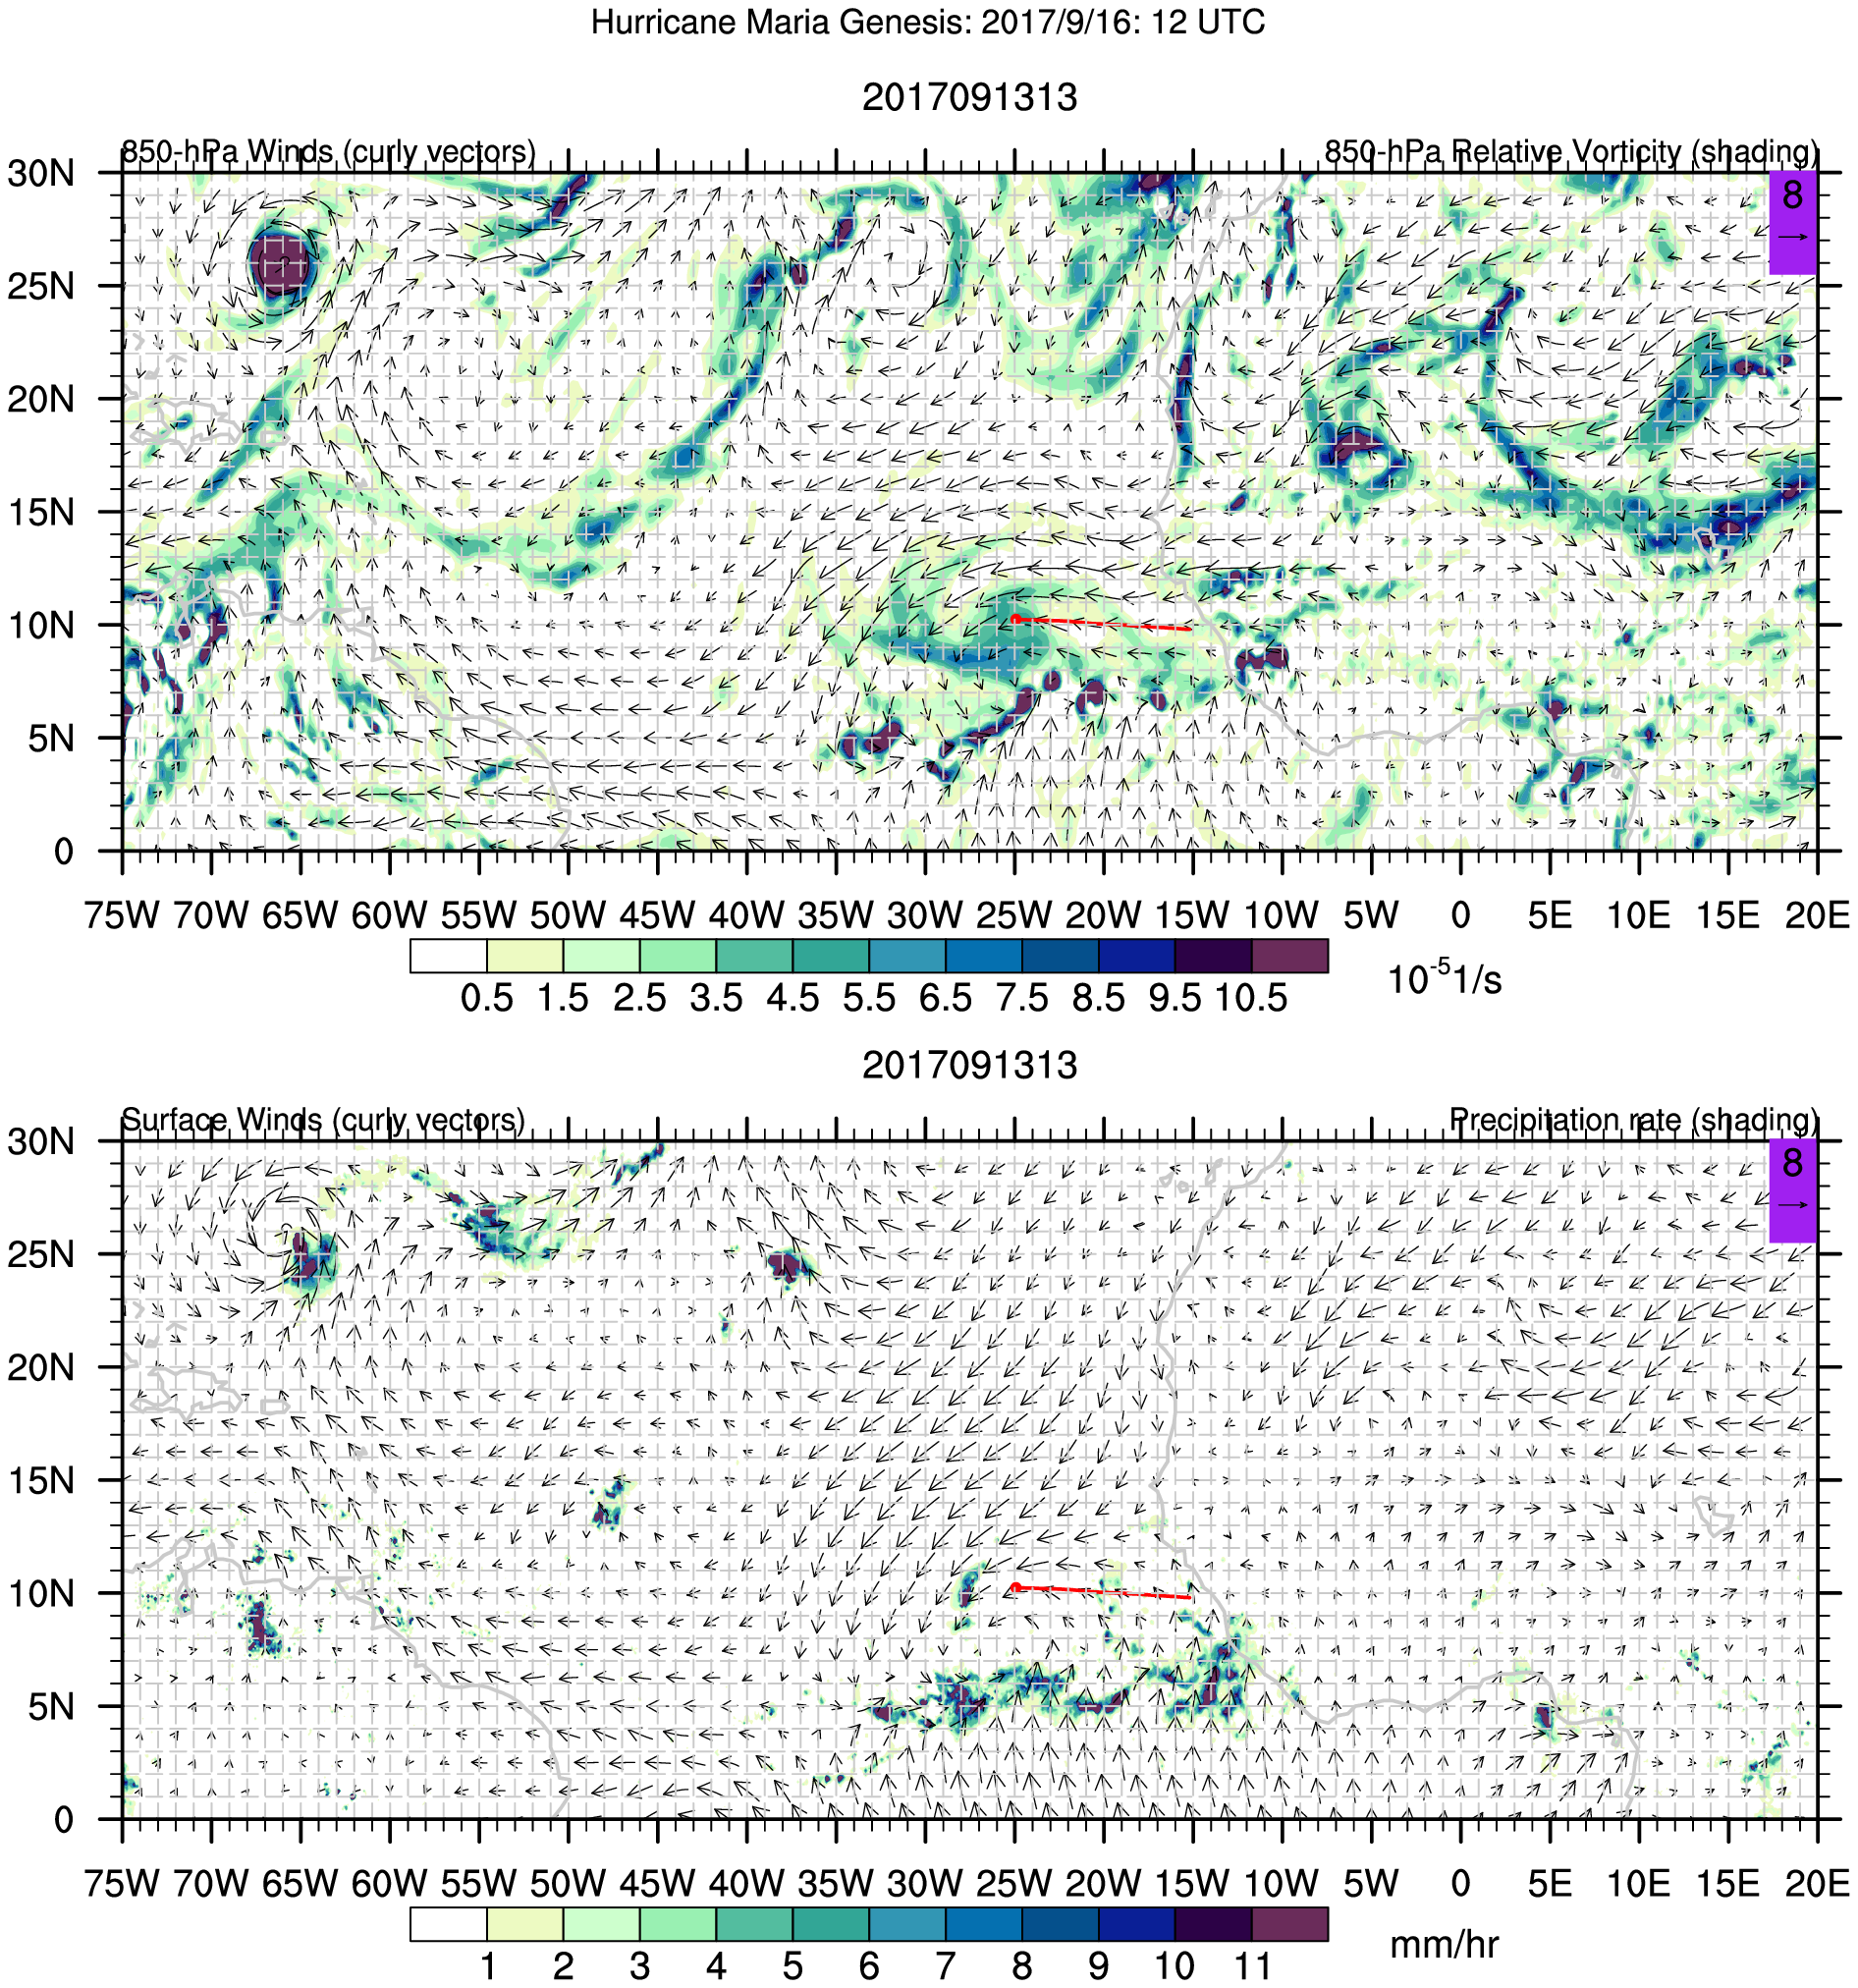 Hurricane Maria Genesis: 2017/9/16: 12 UTC
2017091313
850-hPa Winds (curly vectors) 850-hPa Relative Vorticity (shading)
8
30N
25N
20N
15N
10N
5N
0
75W 70W 65W 60W 55W 50W 45W 40W 35W 30W 25W 20W 15W 10W 5W 0 5E 10E 15E 20E
0.5 1.5 2.5 3.5 4.5 5.5 6.5 7.5 8.5 9.5 10.5
10⁻⁵1/s
2017091313
Surface Winds (curly vectors) Precipitation rate (shading)
8
30N
25N
20N
15N
10N
5N
0
75W 70W 65W 60W 55W 50W 45W 40W 35W 30W 25W 20W 15W 10W 5W 0 5E 10E 15E 20E
1 2 3 4 5 6 7 8 9 10 11
mm/hr